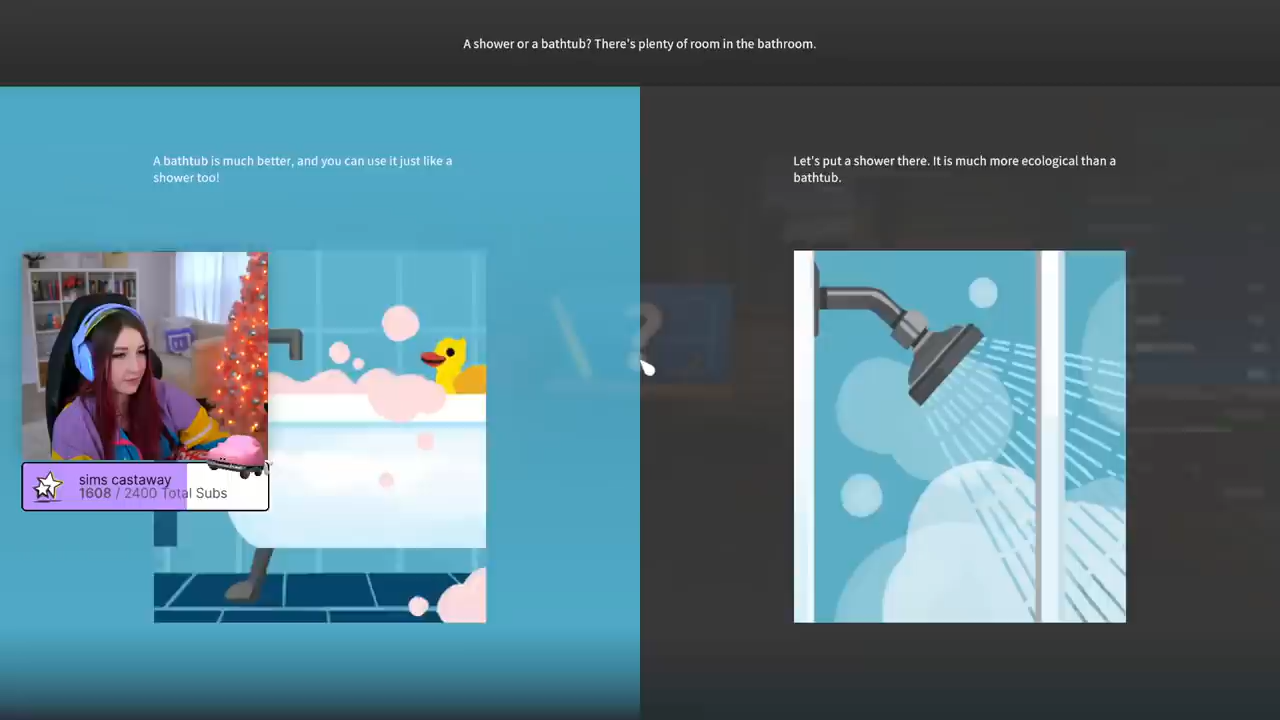 A shower or a bathtub? There's plenty of room in the bathroom.
A bathtub is much better, and you can use it just like a
shower too!
Let's put a shower there. It is much more ecological than a
bathtub.
sims castaway
1608 / 2400 Total Subs
?